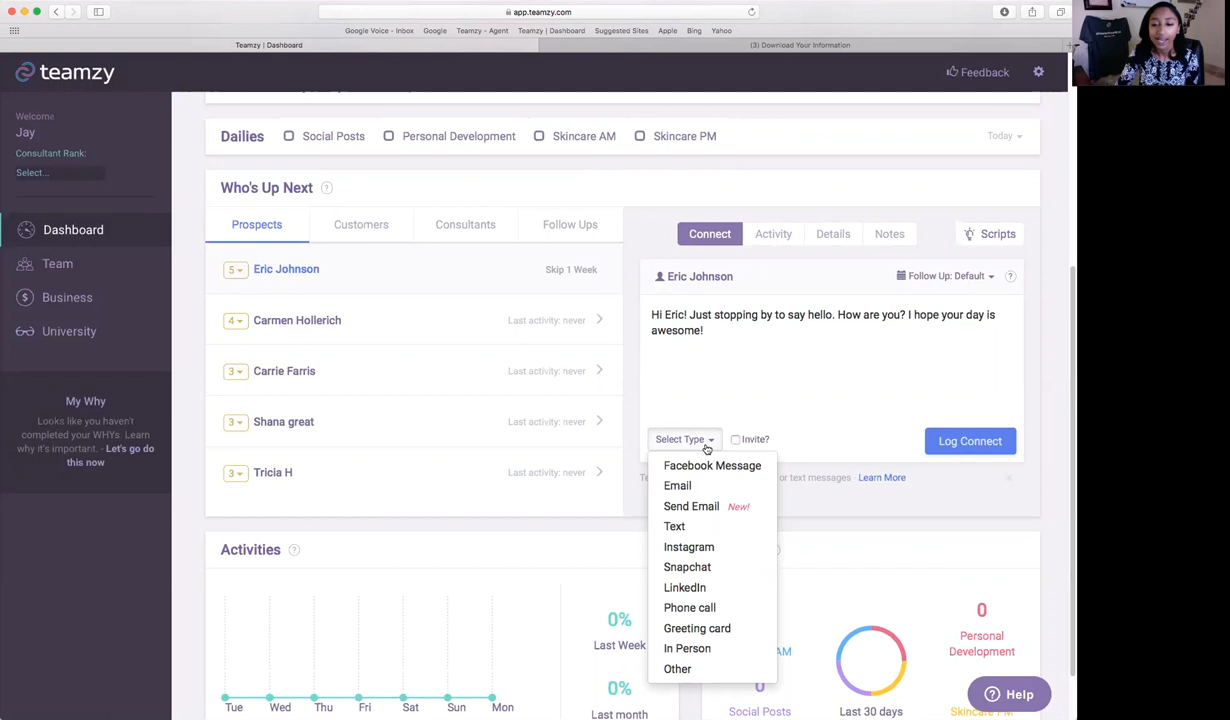 app.teamzy.com
Google Voice - Inbox Google Teamzy - Agent Teamzy | Dashboard Suggested Sites Apple Bing Yahoo
Teamzy | Dashboard
(3) Download Your Information
teamzy
Feedback
Welcome
Jay
Consultant Rank:
Select...
Dashboard
Team
Business
University
My Why
Looks like you haven't
completed your WHYs. Learn
why it's important. - Let's go do
this now
Dailies Social Posts Personal Development Skincare AM Skincare PM Today
Who's Up Next ?
Prospects Customers Consultants Follow Ups
5 Eric Johnson Skip 1 Week
4 Carmen Hollerich Last activity: never
3 Carrie Farris Last activity: never
3 Shana great Last activity: never
3 Tricia H Last activity: never
Connect Activity Details Notes Scripts
Eric Johnson Follow Up: Default ?
Hi Eric! Just stopping by to say hello. How are you? I hope your day is
awesome!
Select Type Invite? Log Connect
or text messages - Learn More
Facebook Message
Email
Send Email New!
Text
Instagram
Snapchat
LinkedIn
Phone call
Greeting card
In Person
Other
Activities ?
Tue Wed Thu Fri Sat Sun Mon
0%
Last Week
0%
Last month
AM
0
Social Posts
Last 30 days
0
Personal
Development
Skincare PM
? Help